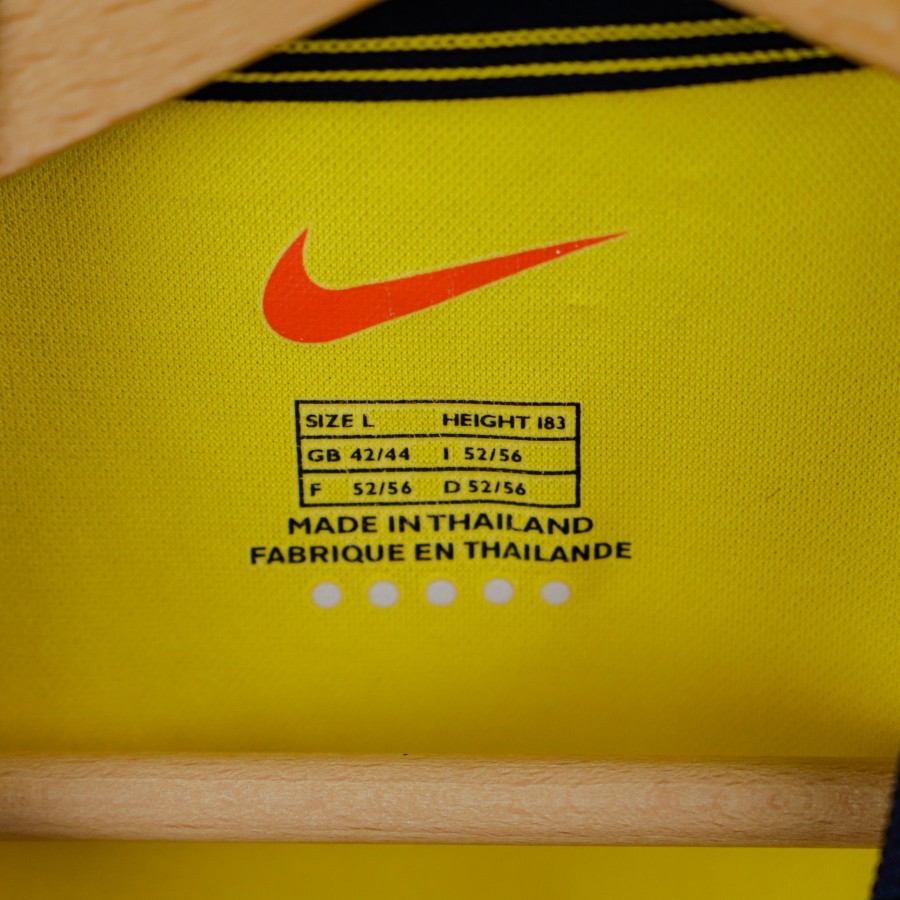 SIZE L HEIGHT 183
GB 42/44 I 52/56
F 52/56 D 52/56
MADE IN THAILAND
FABRIQUE EN THAILANDE